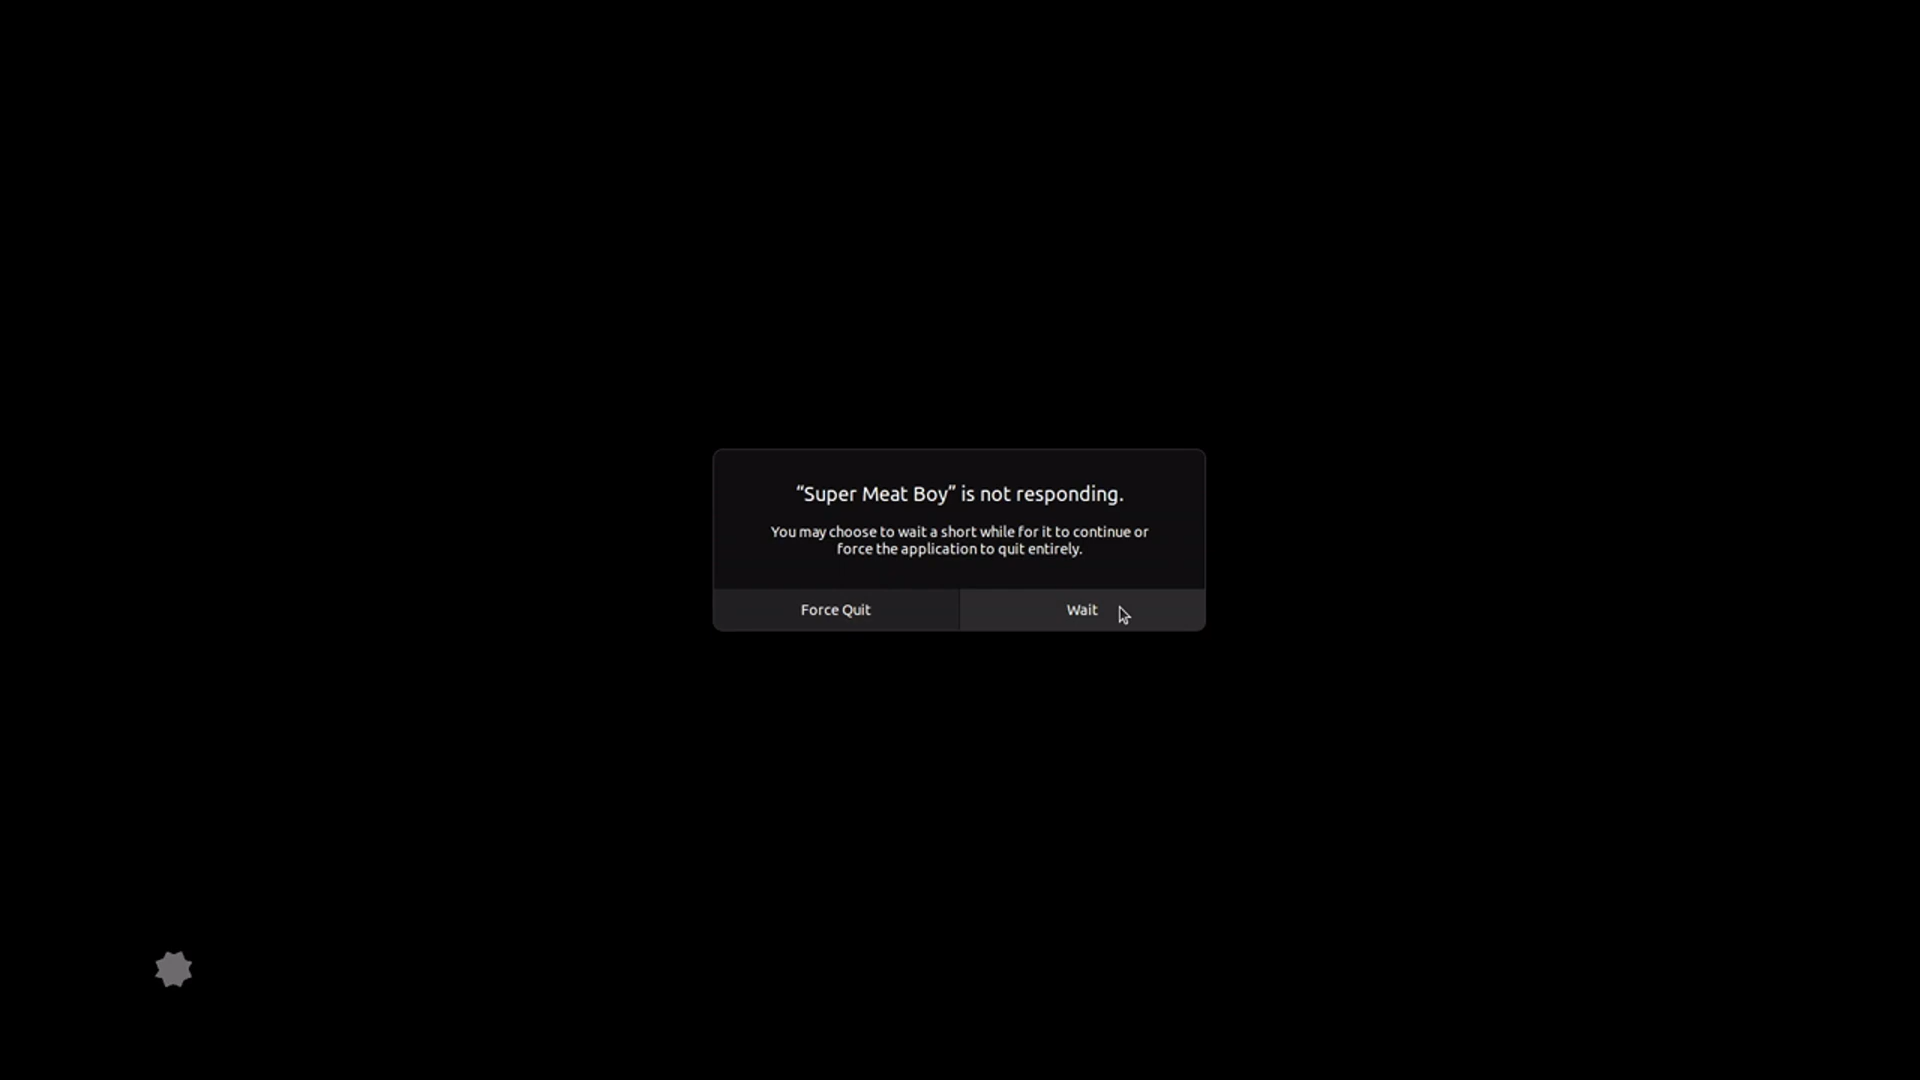 “Super Meat Boy” is not responding.
You may choose to wait a short while for it to continue or
force the application to quit entirely.
Force Quit
Wait